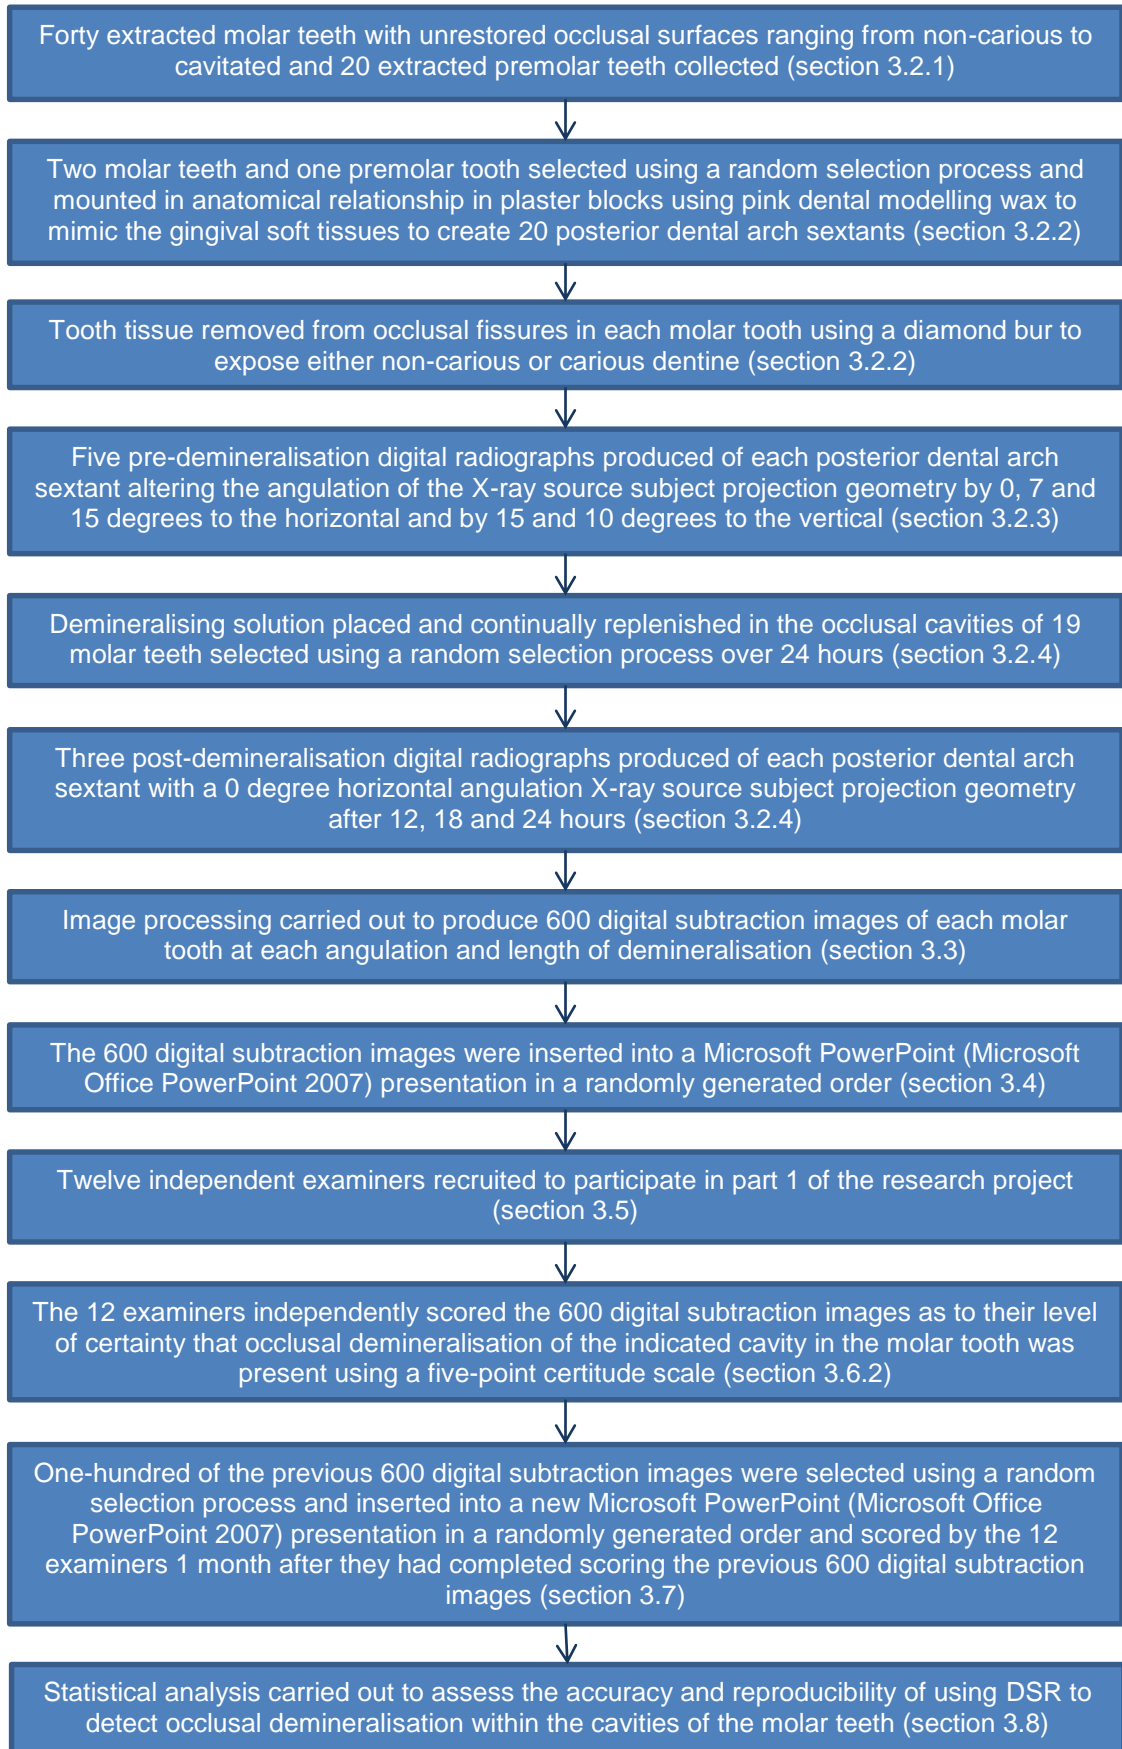 Forty extracted molar teeth with unrestored occlusal surfaces ranging from non-carious to
cavitated and 20 extracted premolar teeth collected (section 3.2.1)
Two molar teeth and one premolar tooth selected using a random selection process and
mounted in anatomical relationship in plaster blocks using pink dental modelling wax to
mimic the gingival soft tissues to create 20 posterior dental arch sextants (section 3.2.2)
Tooth tissue removed from occlusal fissures in each molar tooth using a diamond bur to
expose either non-carious or carious dentine (section 3.2.2)
Five pre-demineralisation digital radiographs produced of each posterior dental arch
sextant altering the angulation of the X-ray source subject projection geometry by 0, 7 and
15 degrees to the horizontal and by 15 and 10 degrees to the vertical (section 3.2.3)
Demineralising solution placed and continually replenished in the occlusal cavities of 19
molar teeth selected using a random selection process over 24 hours (section 3.2.4)
Three post-demineralisation digital radiographs produced of each posterior dental arch
sextant with a 0 degree horizontal angulation X-ray source subject projection geometry
after 12, 18 and 24 hours (section 3.2.4)
Image processing carried out to produce 600 digital subtraction images of each molar
tooth at each angulation and length of demineralisation (section 3.3)
The 600 digital subtraction images were inserted into a Microsoft PowerPoint (Microsoft
Office PowerPoint 2007) presentation in a randomly generated order (section 3.4)
Twelve independent examiners recruited to participate in part 1 of the research project
(section 3.5)
The 12 examiners independently scored the 600 digital subtraction images as to their level
of certainty that occlusal demineralisation of the indicated cavity in the molar tooth was
present using a five-point certitude scale (section 3.6.2)
One-hundred of the previous 600 digital subtraction images were selected using a random
selection process and inserted into a new Microsoft PowerPoint (Microsoft Office
PowerPoint 2007) presentation in a randomly generated order and scored by the 12
examiners 1 month after they had completed scoring the previous 600 digital subtraction
images (section 3.7)
Statistical analysis carried out to assess the accuracy and reproducibility of using DSR to
detect occlusal demineralisation within the cavities of the molar teeth (section 3.8)